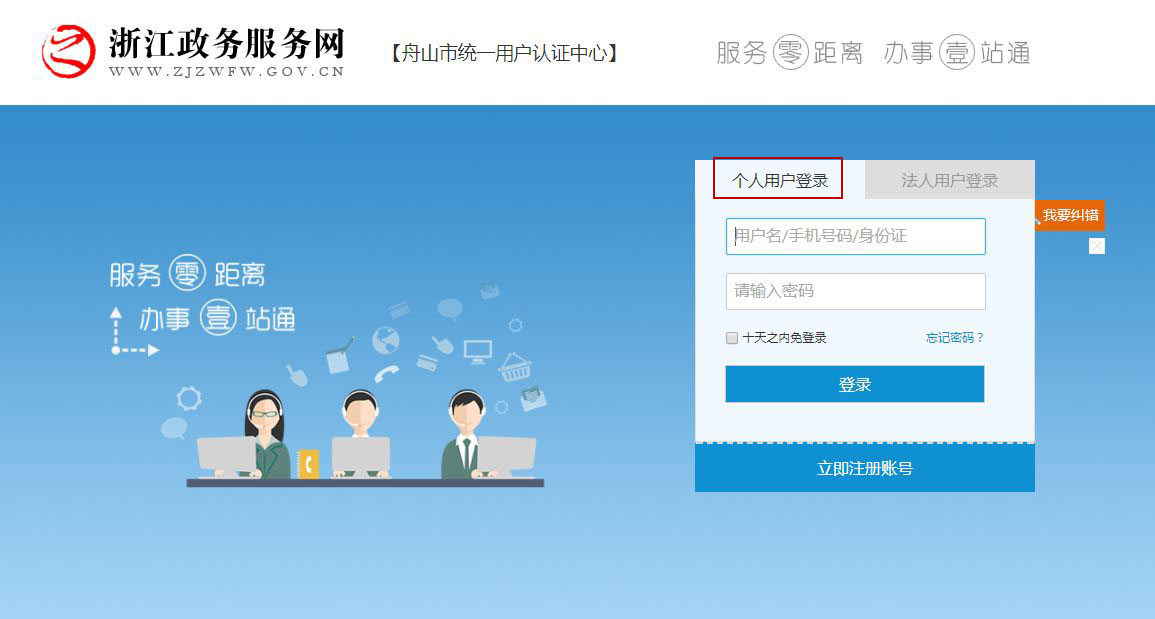 浙江政务服务网
WWW.ZJZWFW.GOV.CN
【舟山市统一用户认证中心】
服务零距离 办事壹站通
个人用户登录
法人用户登录
我要纠错
用户名/手机号码/身份证
请输入密码
十天之内免登录
忘记密码？
登录
立即注册账号
服务零距离
办事壹站通